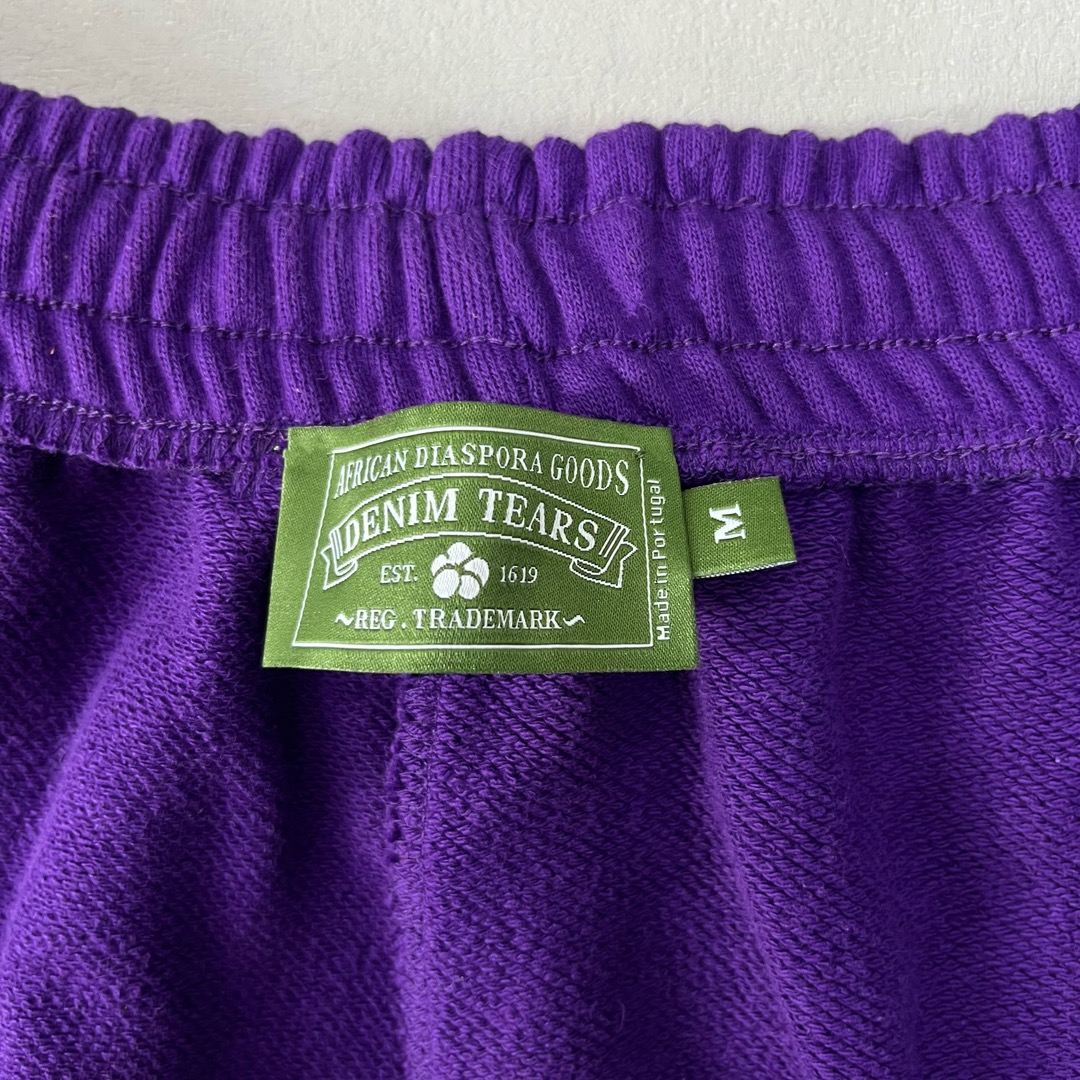 AFRICAN DIASPORA GOODS
DENIM TEARS
EST. 1619
~REG. TRADEMARK~
Made in Portugal
M